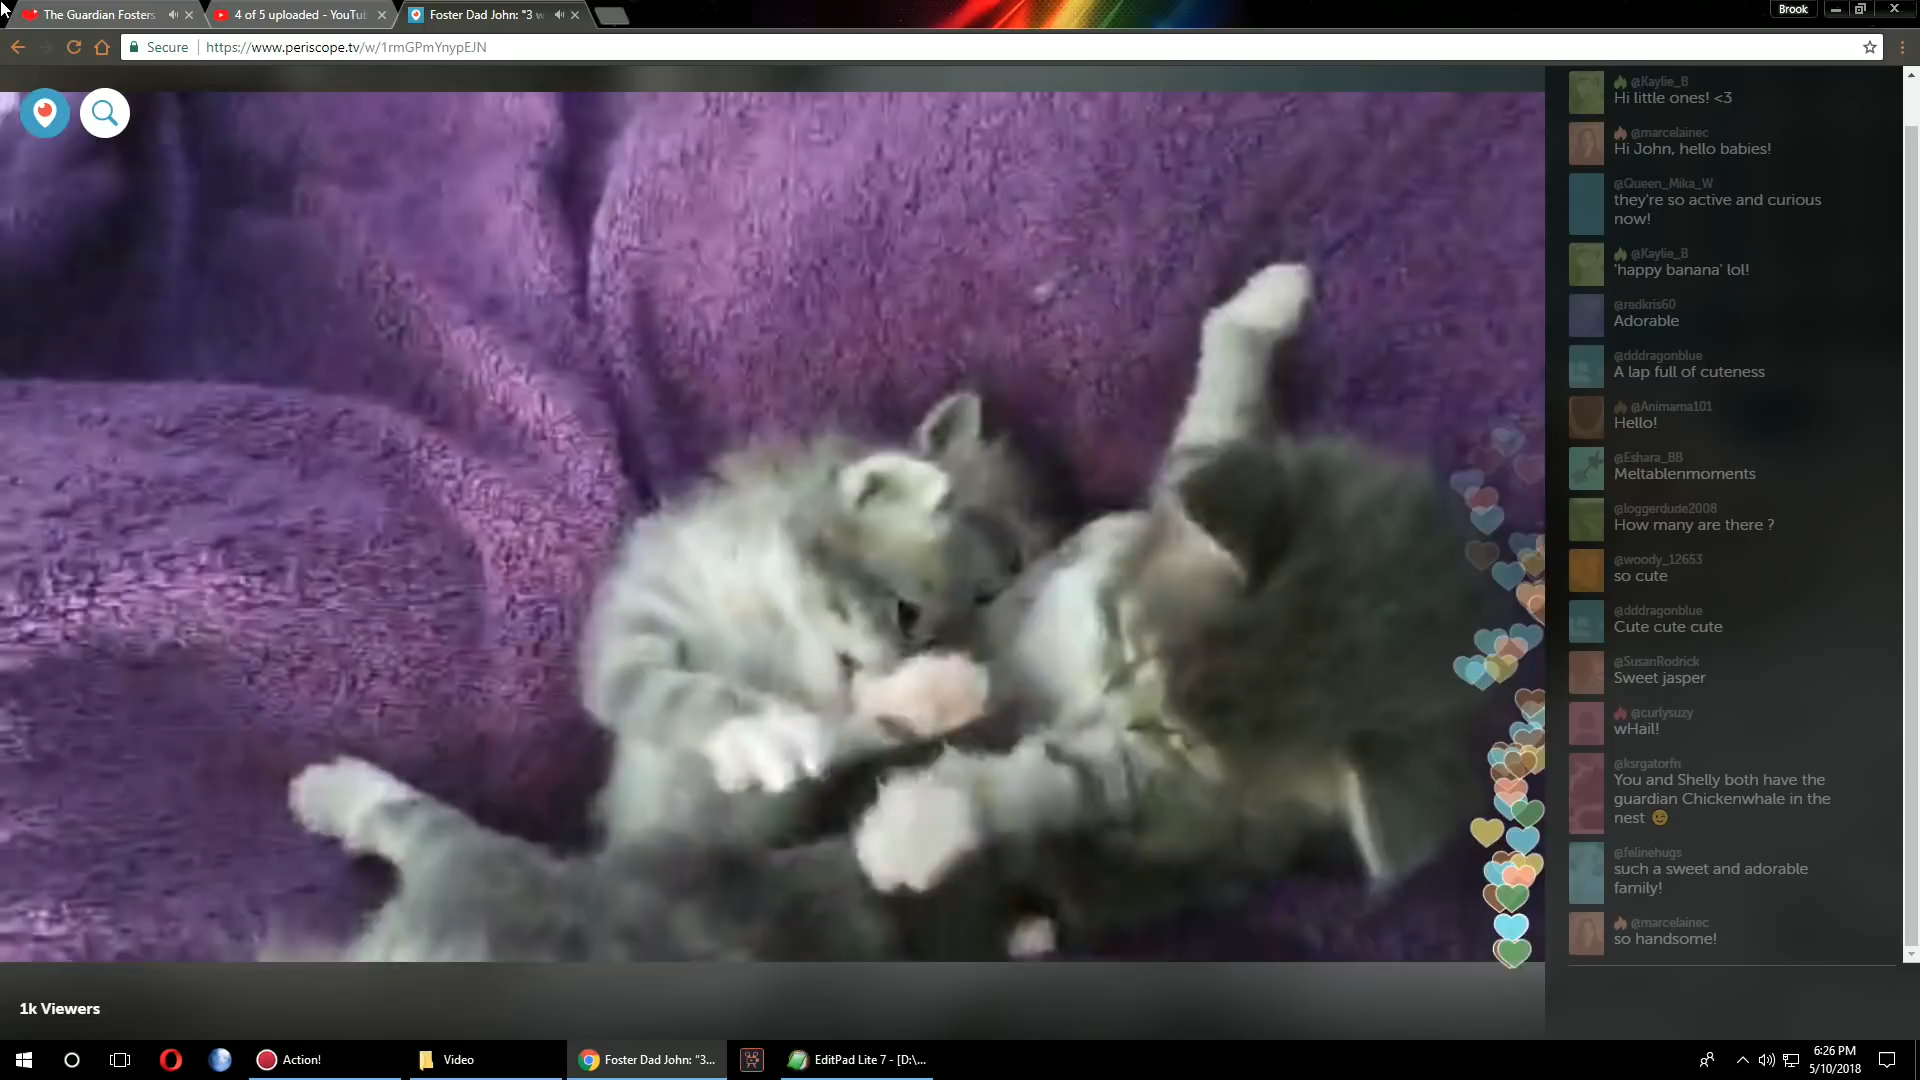 The Guardian Fosters
4 of 5 uploaded - YouTu
Foster Dad John: "3 w
Brook
Secure
https://www.periscope.tv/w/1rmGPmYnypEJN
@Kaylie_B
Hi little ones! <3
@marcelainec
Hi John, hello babies!
@Queen_Mika_W
they're so active and curious
now!
@Kaylie_B
'happy banana' lol!
@redkris60
Adorable
@dddragonblue
A lap full of cuteness
@Animama101
Hello!
@Eshara_BB
Meltablenmoments
@loggerdude2008
How many are there ?
@woody_12653
so cute
@dddragonblue
Cute cute cute
@SusanRodrick
Sweet jasper
@curlysuzy
wHail!
@ksrgatorfn
You and Shelly both have the
guardian Chickenwhale in the
nest 😉
@felinehugs
such a sweet and adorable
family!
@marcelainec
so handsome!
1k Viewers
Action!
Video
Foster Dad John: "3...
EditPad Lite 7 - [D:\...
6:26 PM
5/10/2018